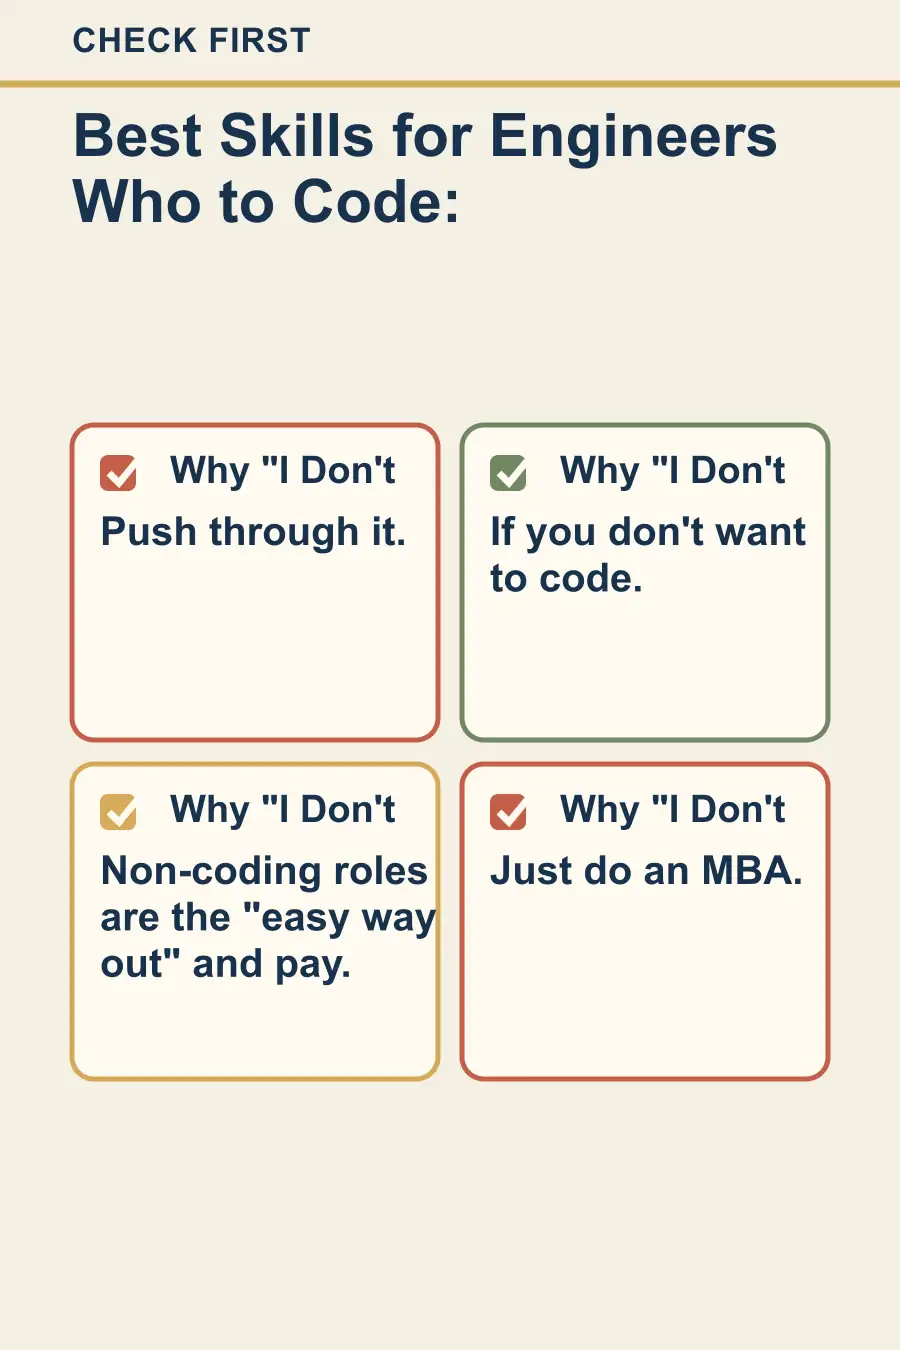 CHECK FIRST
Best Skills for Engineers
Who to Code:
Why "I Don't
Push through it.
Why "I Don't
If you don't want
to code.
Why "I Don't
Non-coding roles
are the "easy way
out" and pay.
Why "I Don't
Just do an MBA.